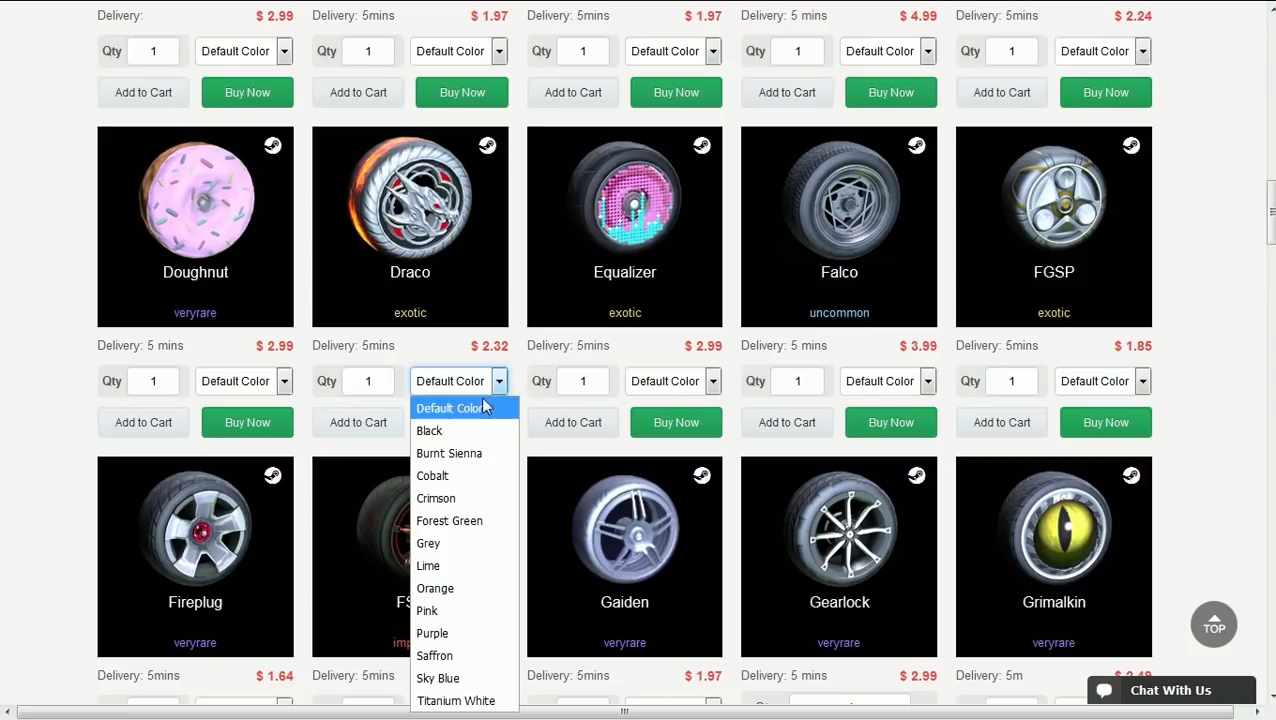 Delivery: $ 2.99 Delivery: 5mins $ 1.97 Delivery: 5mins $ 1.97 Delivery: 5 mins $ 4.99 Delivery: 5mins $ 2.24
Qty 1 Default Color Qty 1 Default Color Qty 1 Default Color Qty 1 Default Color Qty 1 Default Color
Add to Cart Buy Now Add to Cart Buy Now Add to Cart Buy Now Add to Cart Buy Now Add to Cart Buy Now
Doughnut Draco Equalizer Falco FGSP
veryrare exotic exotic uncommon exotic
Delivery: 5 mins $ 2.99 Delivery: 5mins $ 2.32 Delivery: 5mins $ 2.99 Delivery: 5 mins $ 3.99 Delivery: 5mins $ 1.85
Qty 1 Default Color Qty 1 Default Color Qty 1 Default Color Qty 1 Default Color Qty 1 Default Color
Add to Cart Buy Now Add to Cart Add to Cart Buy Now Add to Cart Buy Now Add to Cart Buy Now
Default Color
Black
Burnt Sienna
Cobalt
Crimson
Forest Green
Grey
Lime
Orange
Pink
Purple
Saffron
Sky Blue
Titanium White
Fireplug Gaiden Gearlock Grimalkin
veryrare veryrare veryrare veryrare
Delivery: 5mins $ 1.64 Delivery: 5mins $ 1.97 Delivery: 5mins $ 2.99 Delivery: 5m
TOP
Chat With Us